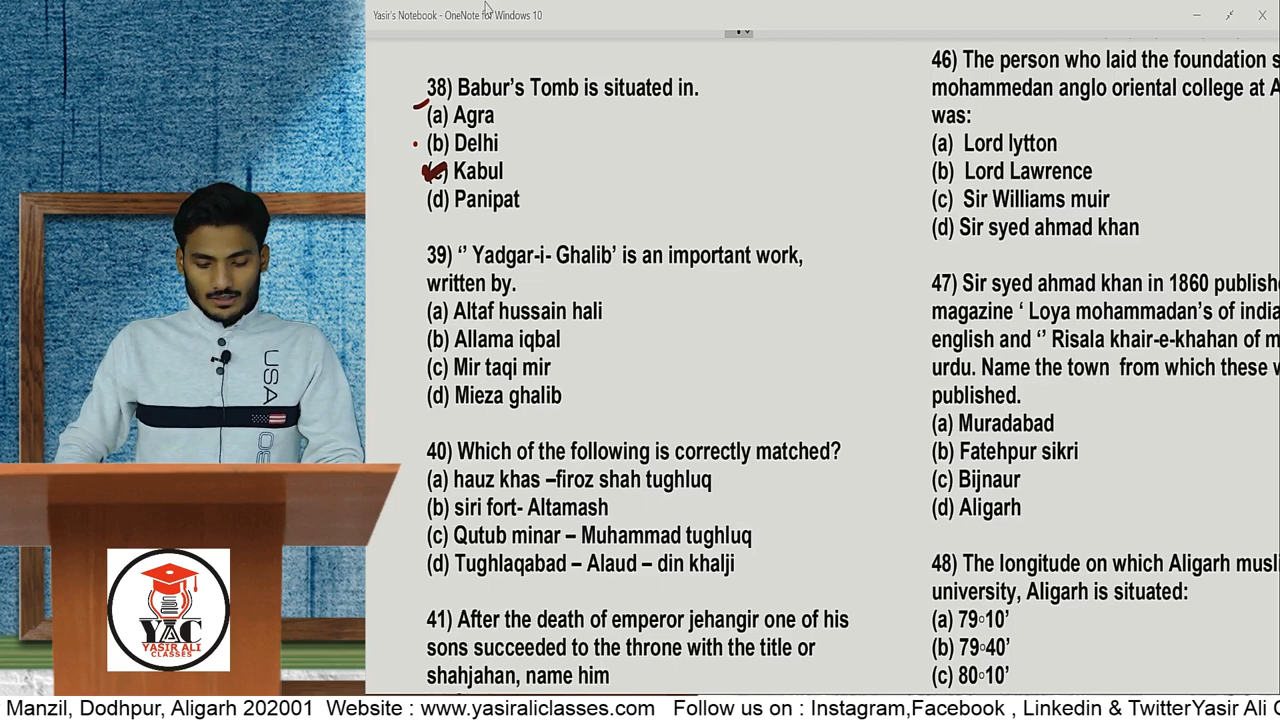 Yasir's Notebook - OneNote for Windows 10
38) Babur's Tomb is situated in.
(a) Agra
(b) Delhi
Kabul
(d) Panipat
39) '' Yadgar-i- Ghalib' is an important work,
written by.
(a) Altaf hussain hali
(b) Allama iqbal
(c) Mir taqi mir
(d) Mieza ghalib
40) Which of the following is correctly matched?
(a) hauz khas –firoz shah tughluq
(b) siri fort- Altamash
(c) Qutub minar – Muhammad tughluq
(d) Tughlaqabad – Alaud – din khalji
41) After the death of emperor jehangir one of his
sons succeeded to the throne with the title or
shahjahan, name him
46) The person who laid the foundation s
mohammedan anglo oriental college at A
was:
(a) Lord lytton
(b) Lord Lawrence
(c) Sir Williams muir
(d) Sir syed ahmad khan
47) Sir syed ahmad khan in 1860 publishe
magazine ' Loya mohammadan's of india
english and '' Risala khair-e-khahan of m
urdu. Name the town from which these w
published.
(a) Muradabad
(b) Fatehpur sikri
(c) Bijnaur
(d) Aligarh
48) The longitude on which Aligarh musli
university, Aligarh is situated:
(a) 79◦10'
(b) 79◦40'
(c) 80◦10'
USA
YAC
YASIR ALI
CLASSES
Manzil, Dodhpur, Aligarh 202001 Website : www.yasiraliclasses.com Follow us on : Instagram,Facebook , Linkedin & TwitterYasir Ali C